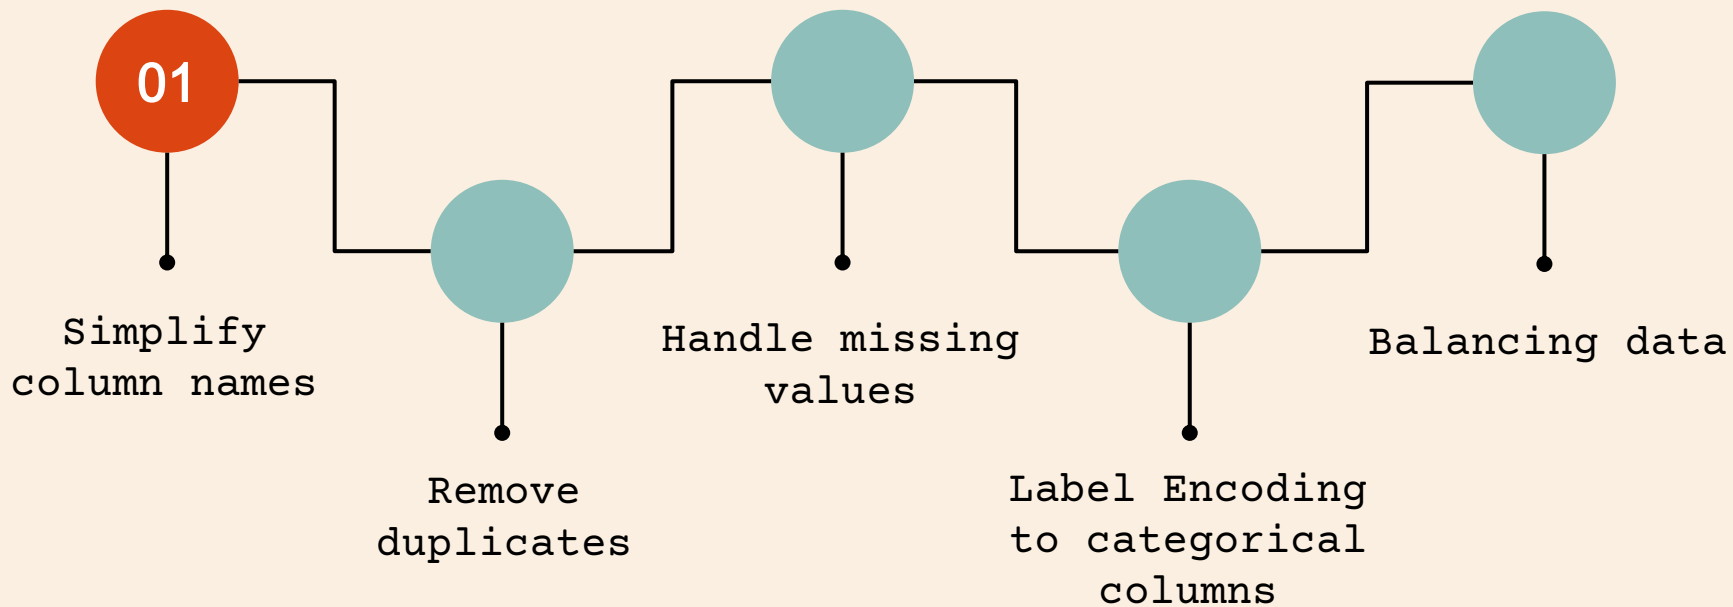 01
Simplify
column names
Remove
duplicates
Handle missing
values
Label Encoding
to categorical
columns
Balancing data